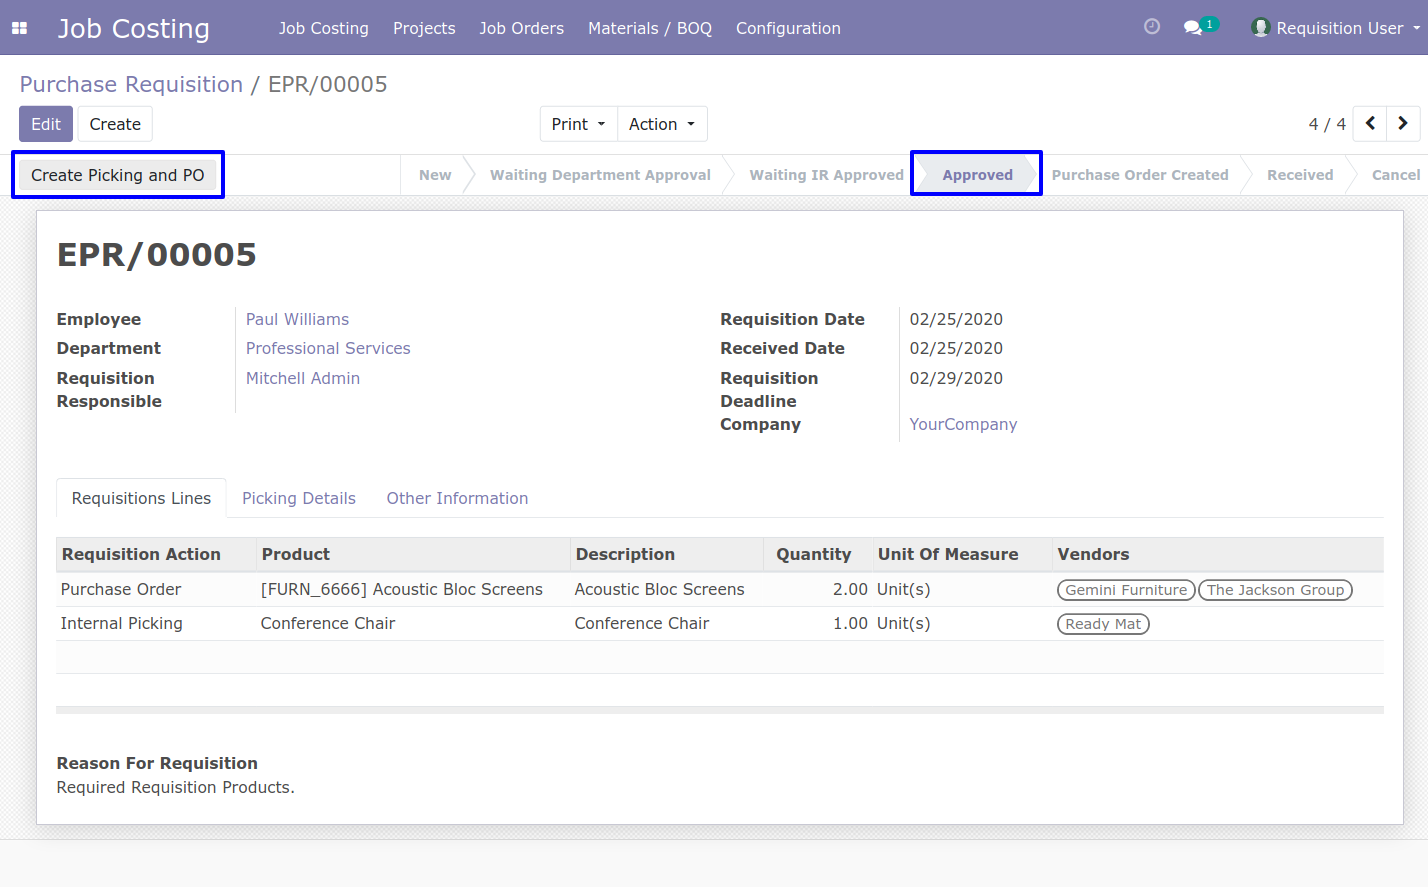 Job Costing Job Costing Projects Job Orders Materials / BOQ Configuration 1 Requisition User
Purchase Requisition / EPR/00005
Edit Create Print Action 4 / 4
Create Picking and PO New Waiting Department Approval Waiting IR Approved Approved Purchase Order Created Received Cancel
EPR/00005
Employee Paul Williams Requisition Date 02/25/2020
Department Professional Services Received Date 02/25/2020
Requisition Mitchell Admin Requisition 02/29/2020
Responsible Deadline
Company YourCompany
Requisitions Lines Picking Details Other Information
Requisition Action Product Description Quantity Unit Of Measure Vendors
Purchase Order [FURN_6666] Acoustic Bloc Screens Acoustic Bloc Screens 2.00 Unit(s) Gemini Furniture The Jackson Group
Internal Picking Conference Chair Conference Chair 1.00 Unit(s) Ready Mat
Reason For Requisition
Required Requisition Products.